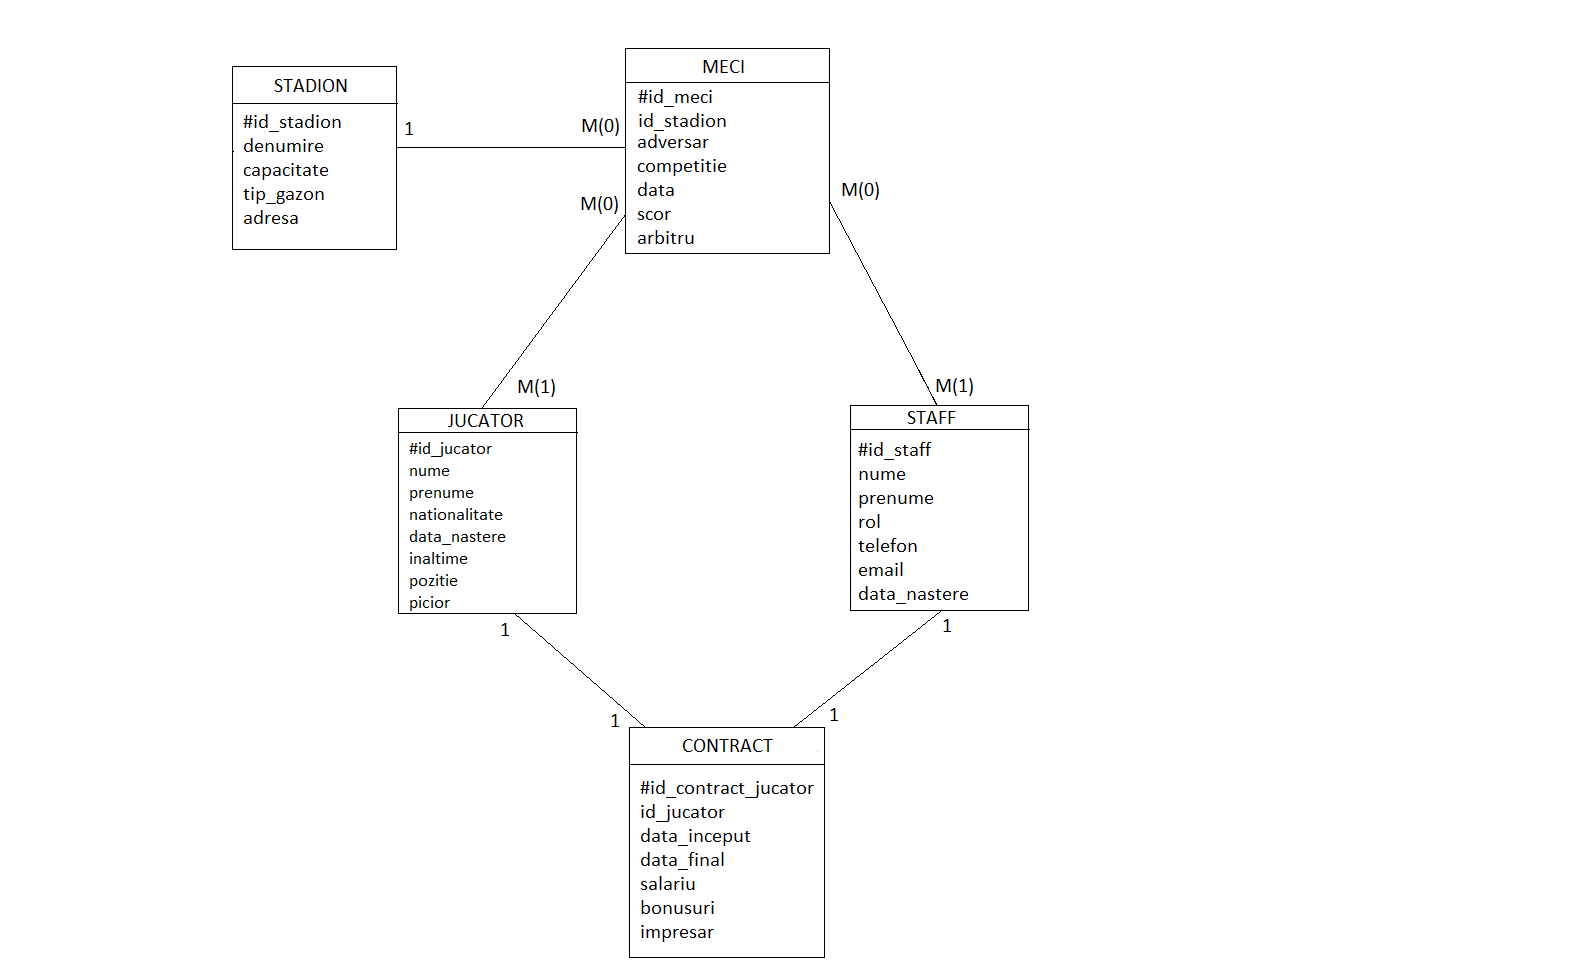 STADION
#id_stadion
denumire
capacitate
tip_gazon
adresa
1
M(0)
MECI
#id_meci
id_stadion
adversar
competitie
data
scor
arbitru
M(0)
M(0)
M(1)
M(1)
JUCATOR
#id_jucator
nume
prenume
nationalitate
data_nastere
inaltime
pozitie
picior
STAFF
#id_staff
nume
prenume
rol
telefon
email
data_nastere
1
1
1
1
CONTRACT
#id_contract_jucator
id_jucator
data_inceput
data_final
salariu
bonusuri
impresar